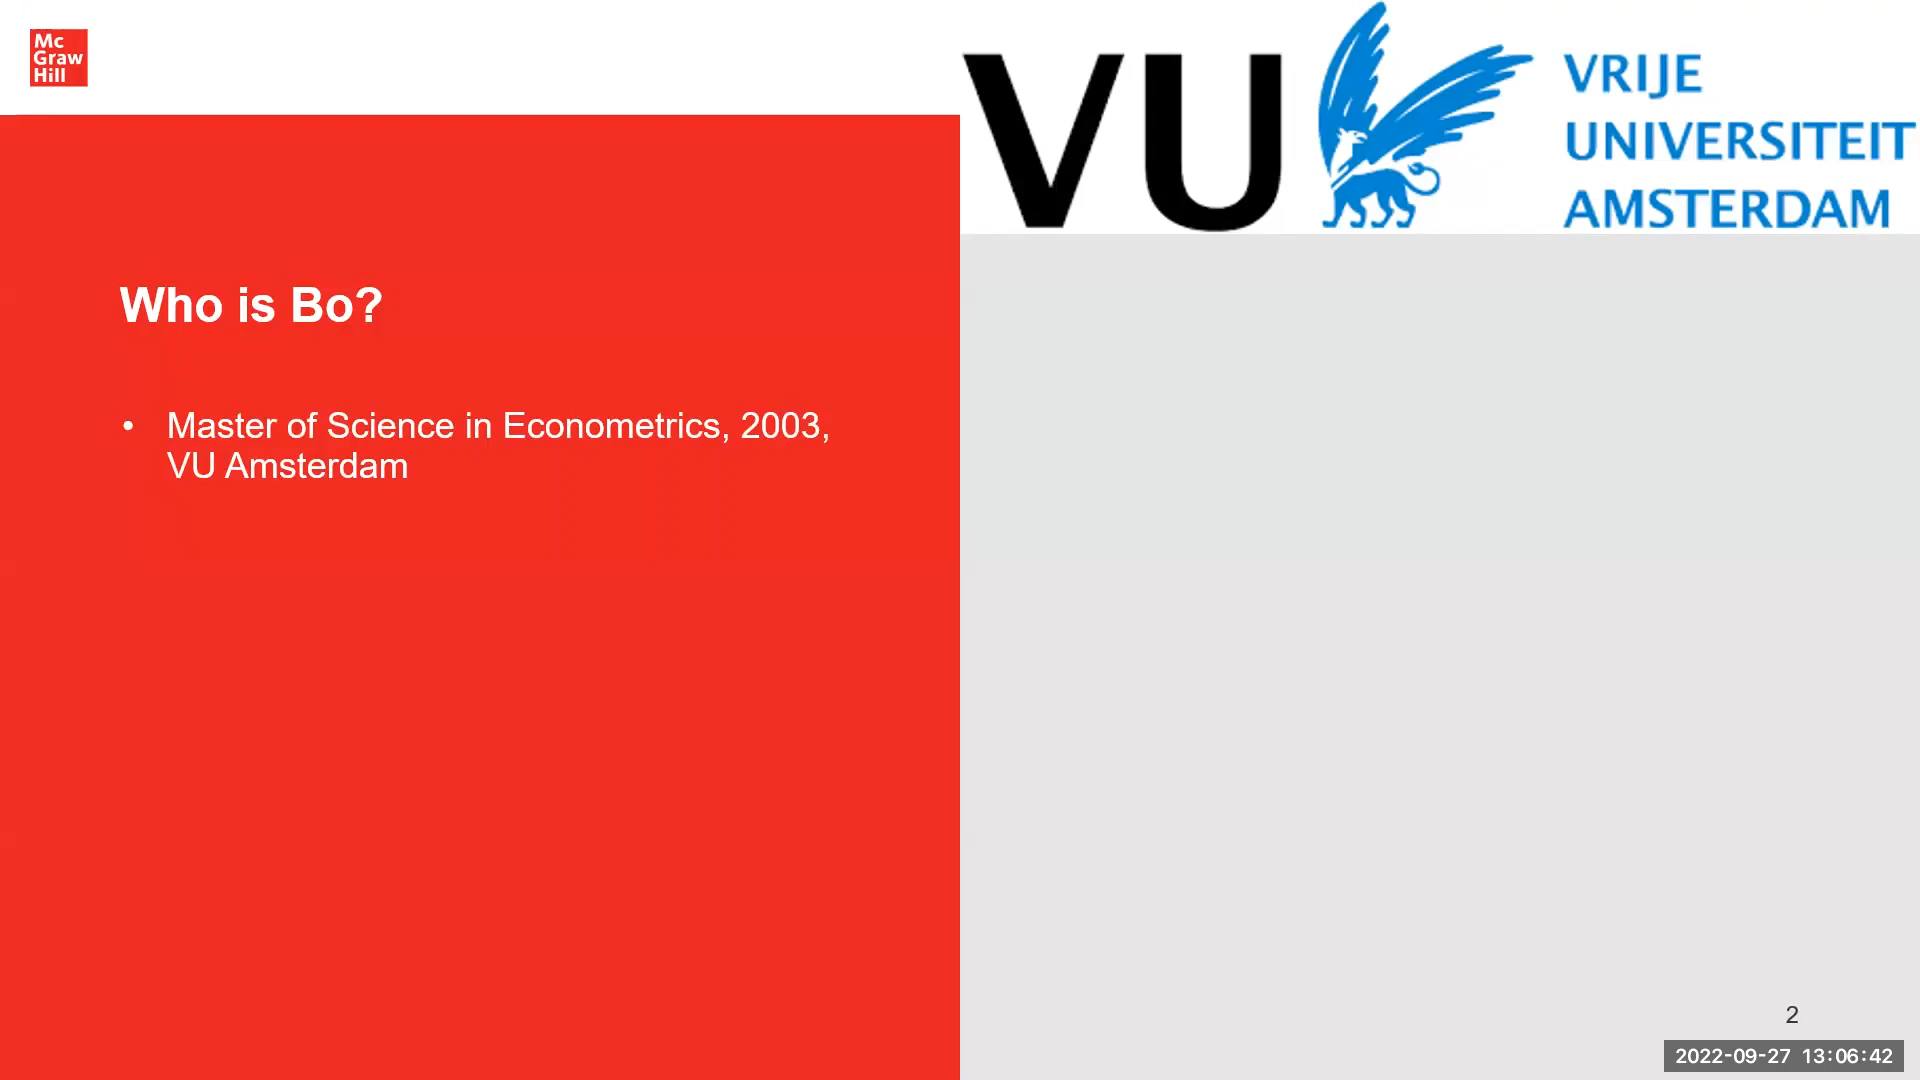 Mc
Graw
Hill
VU
VRIJE
UNIVERSITEIT
AMSTERDAM
Who is Bo?
• Master of Science in Econometrics, 2003,
VU Amsterdam
2
2022-09-27 13:06:42